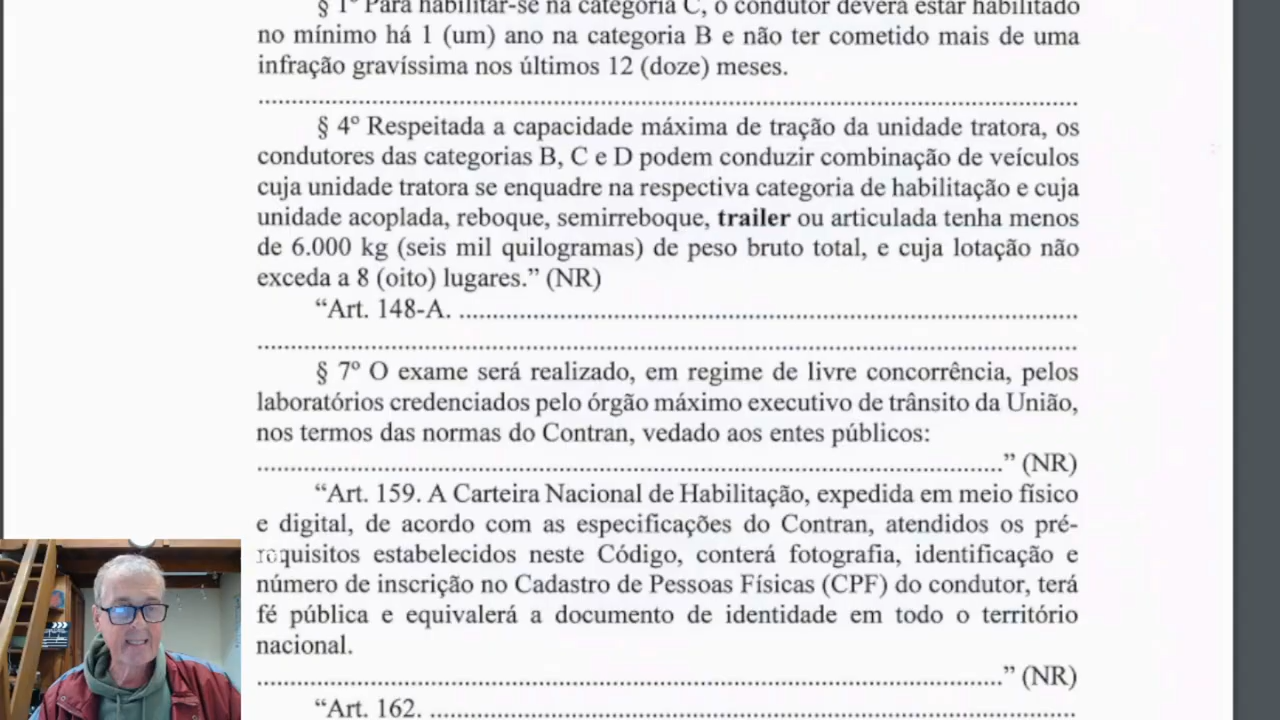 § 1º Para habilitar-se na categoria C, o condutor deverá estar habilitado
no mínimo há 1 (um) ano na categoria B e não ter cometido mais de uma
infração gravíssima nos últimos 12 (doze) meses.
..........................................................................................................................
§ 4º Respeitada a capacidade máxima de tração da unidade tratora, os
condutores das categorias B, C e D podem conduzir combinação de veículos
cuja unidade tratora se enquadre na respectiva categoria de habilitação e cuja
unidade acoplada, reboque, semirreboque, trailer ou articulada tenha menos
de 6.000 kg (seis mil quilogramas) de peso bruto total, e cuja lotação não
exceda a 8 (oito) lugares.” (NR)
“Art. 148-A. ............................................................................................
..........................................................................................................................
§ 7º O exame será realizado, em regime de livre concorrência, pelos
laboratórios credenciados pelo órgão máximo executivo de trânsito da União,
nos termos das normas do Contran, vedado aos entes públicos:
...............................................................................................................” (NR)
“Art. 159. A Carteira Nacional de Habilitação, expedida em meio físico
e digital, de acordo com as especificações do Contran, atendidos os pré-
requisitos estabelecidos neste Código, conterá fotografia, identificação e
número de inscrição no Cadastro de Pessoas Físicas (CPF) do condutor, terá
fé pública e equivalerá a documento de identidade em todo o território
nacional.
...............................................................................................................” (NR)
“Art. 162. ................................................................................................